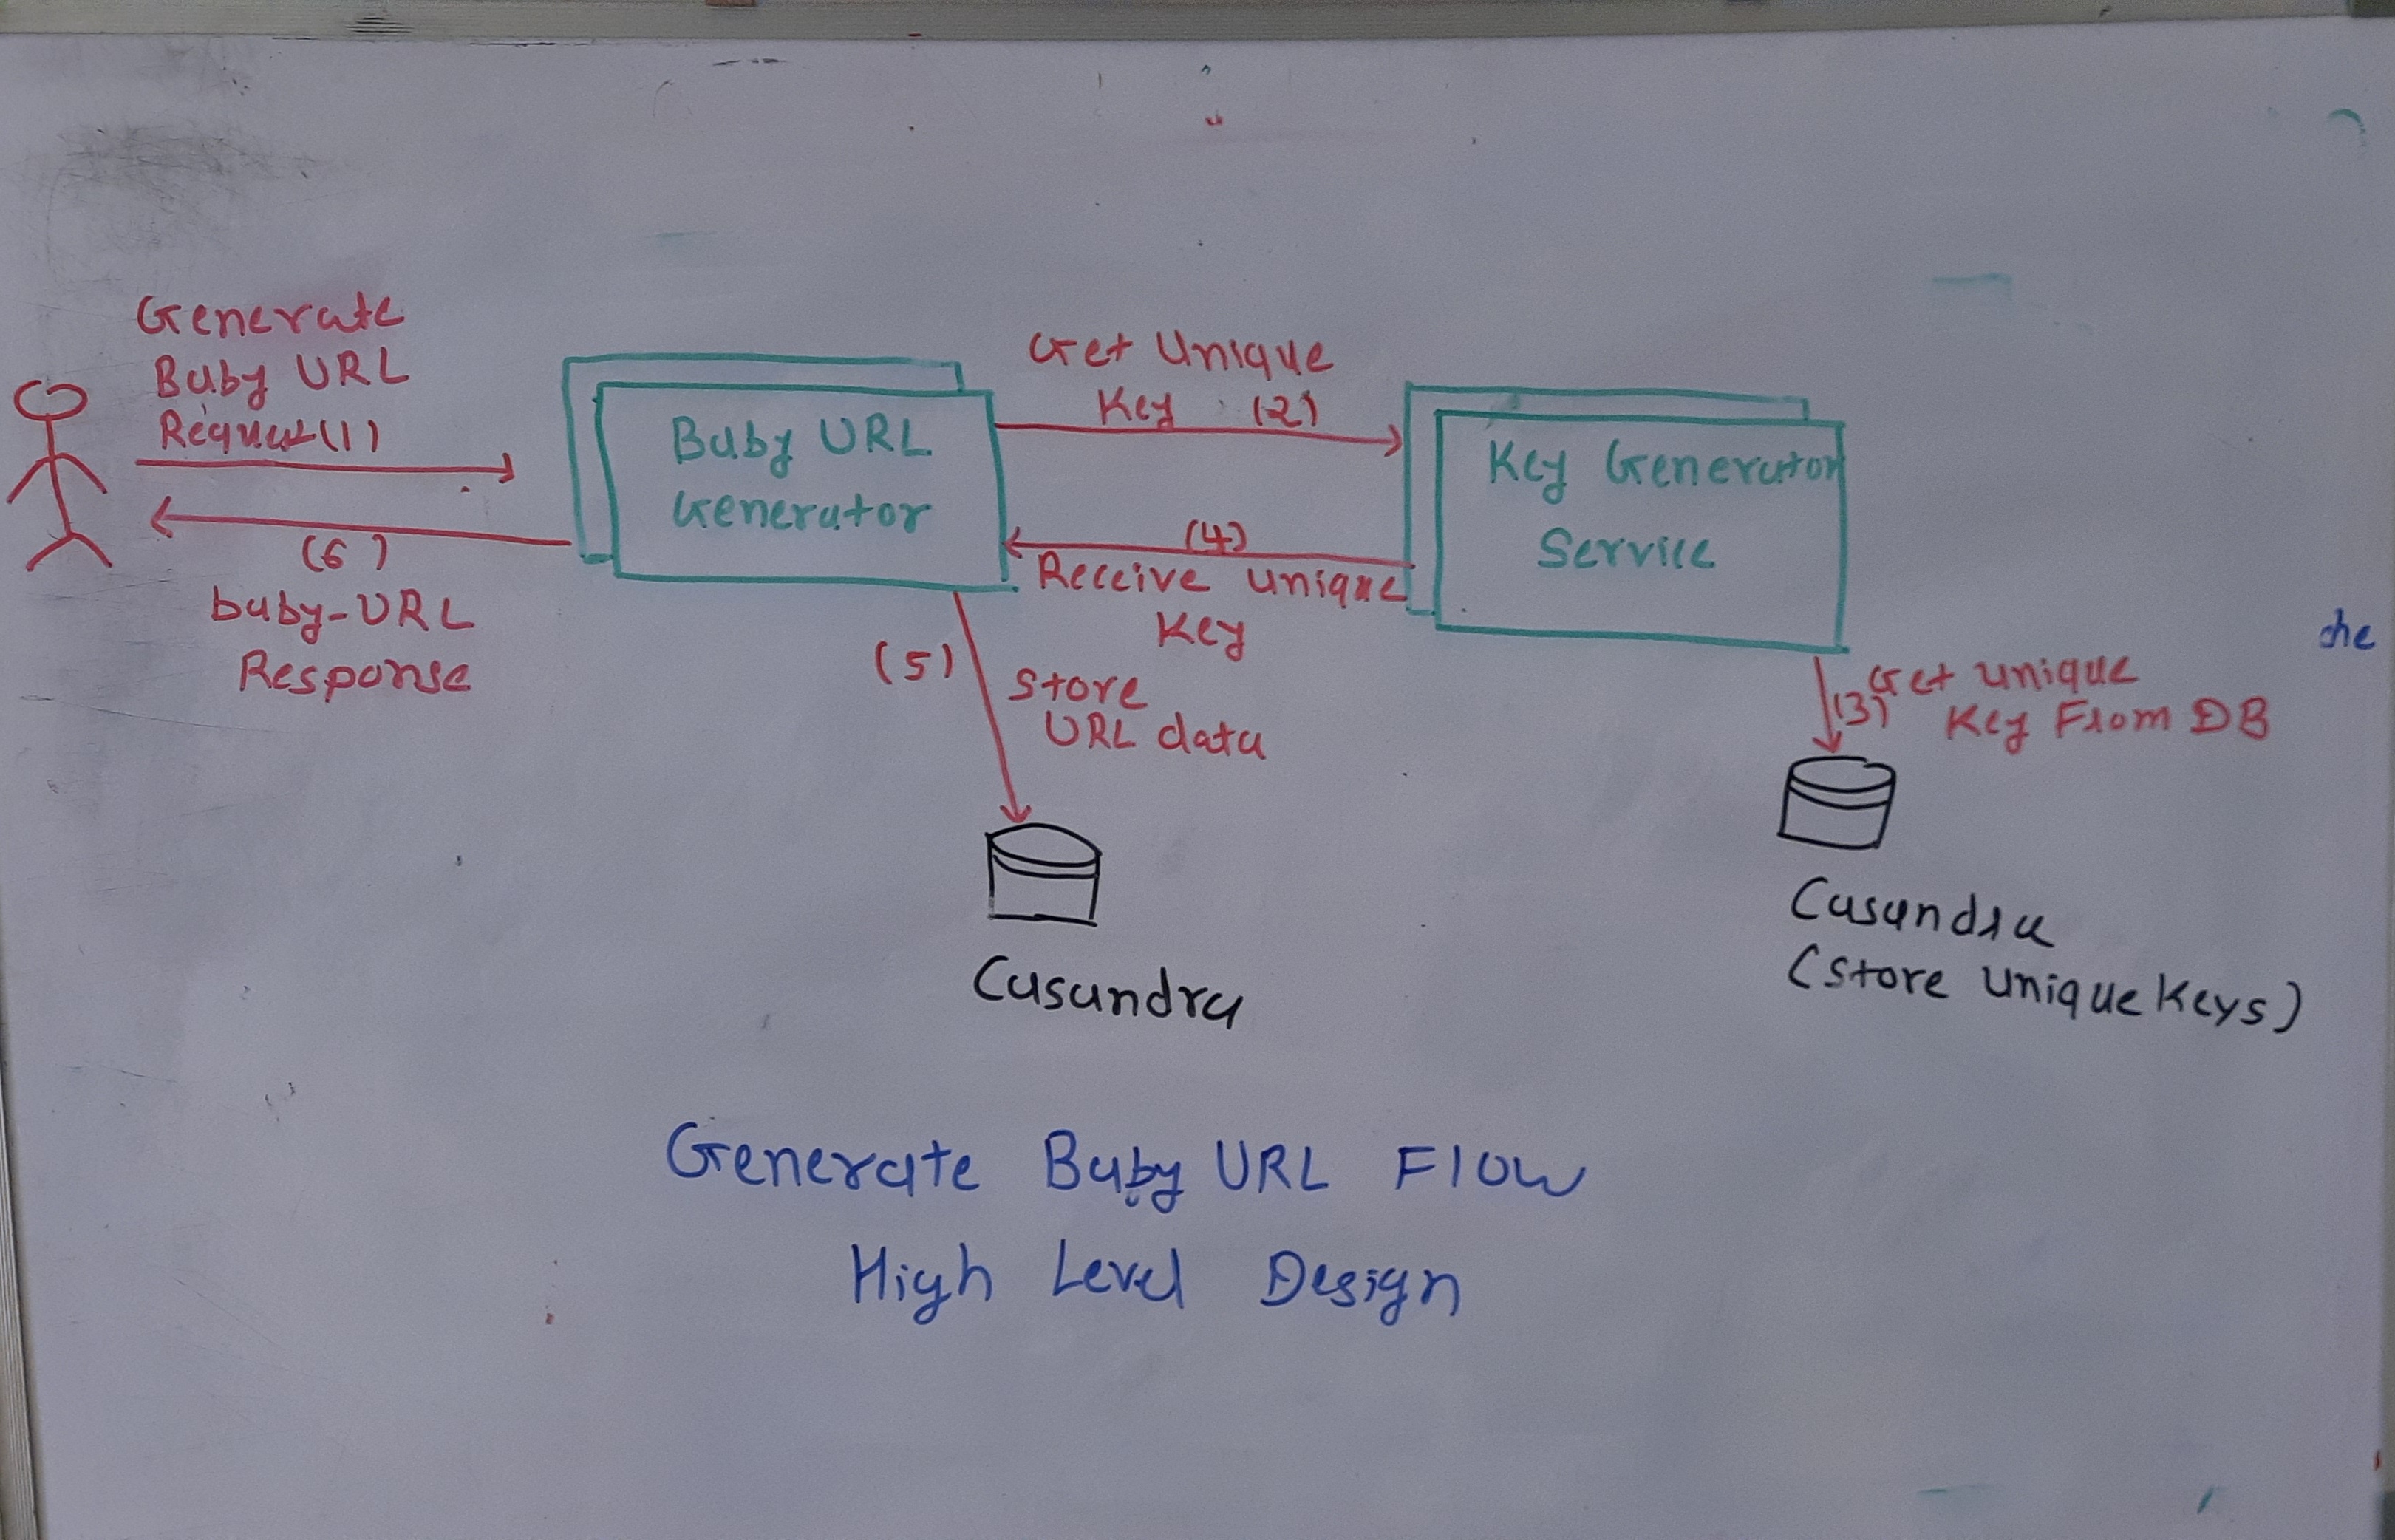 Generate
Baby URL
Request (1)
(6)
baby-URL
Response
Baby URL
Generator
Get Unique
Key (2)
(4)
Receive unique
Key
Key Generator
Service
(5)
Store
URL data
Get unique
(3) Key From DB
che
Casandra
Casandra
(Store Unique Keys)
Generate Baby URL Flow
High Level Design